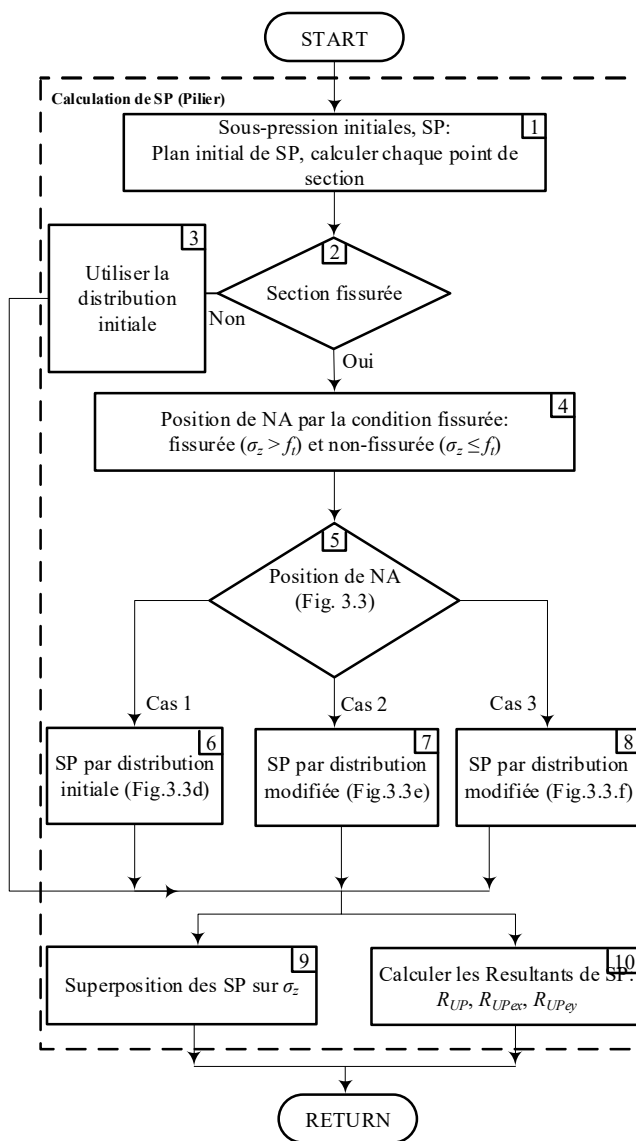 START
Calculation de SP (Pilier)
1
Sous-pression initiales, SP:
Plan initial de SP, calculer chaque point de
section
3
Utiliser la
distribution
initiale
2
Section fissurée
Non
Oui
4
Position de NA par la condition fissurée:
fissurée (σz > ft) et non-fissurée (σz ≤ ft)
5
Position de NA
(Fig. 3.3)
Cas 1
Cas 2
Cas 3
6
SP par distribution
initiale (Fig.3.3d)
7
SP par distribution
modifiée (Fig.3.3e)
8
SP par distribution
modifiée (Fig.3.3.f)
9
Superposition des SP sur σz
10
Calculer les Resultants de SP:
RUP, RUPex, RUPey
RETURN